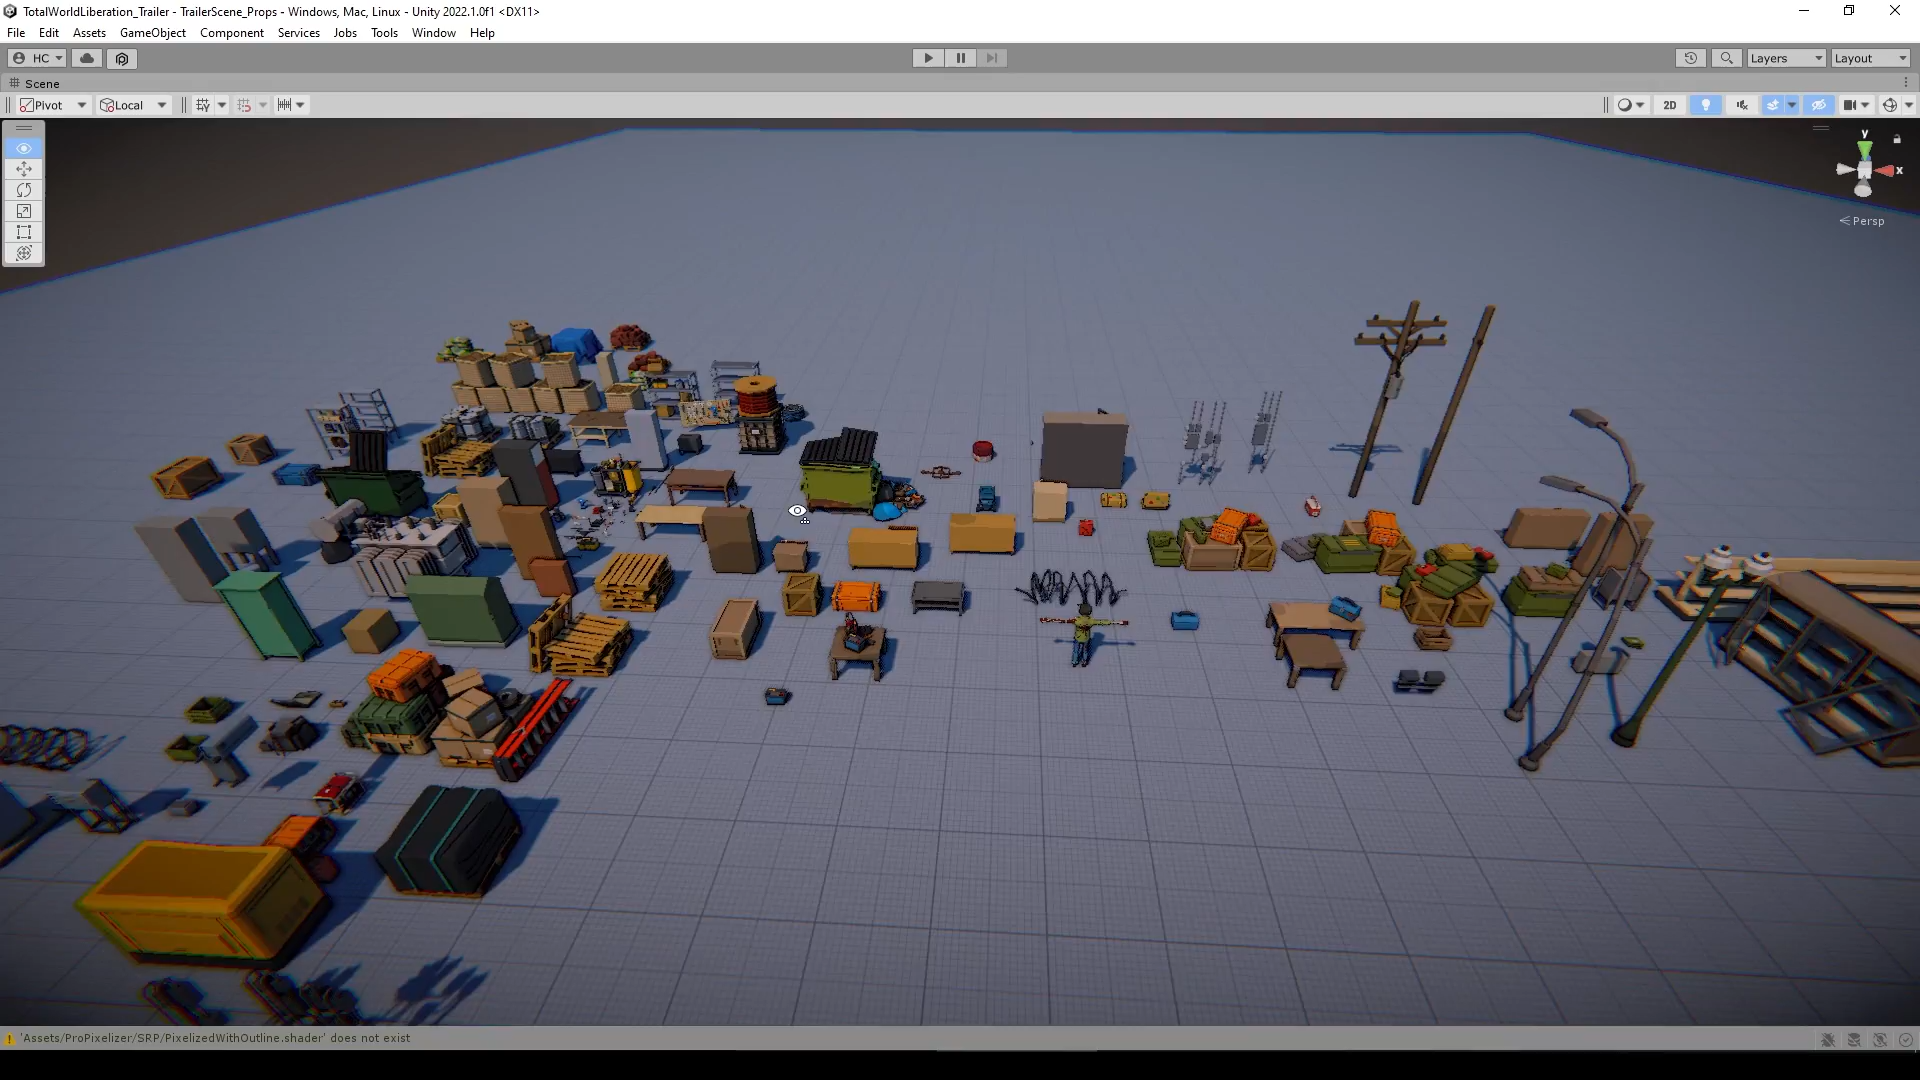 TotalWorldLiberation_Trailer - TrailerScene_Props - Windows, Mac, Linux - Unity 2022.1.0f1 <DX11>
File Edit Assets GameObject Component Services Jobs Tools Window Help
HC Layers Layout
Scene
Pivot Local 2D
y
x
Persp
'Assets/ProPixelizer/SRP/PixelizedWithOutline.shader' does not exist